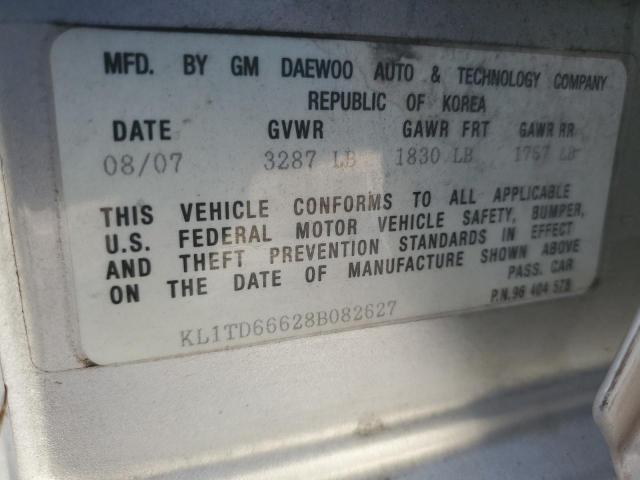 MFD. BY GM DAEWOO AUTO & TECHNOLOGY COMPANY
REPUBLIC OF KOREA
DATE GVWR GAWR FRT GAWR RR
08/07 3287 LB 1830 LB 1767 LB
THIS VEHICLE CONFORMS TO ALL APPLICABLE
U.S. FEDERAL MOTOR VEHICLE SAFETY, BUMPER,
AND THEFT PREVENTION STANDARDS IN EFFECT
ON THE DATE OF MANUFACTURE SHOWN ABOVE
PASS. CAR
KL1TD66628B082627
P.N.96 404 578